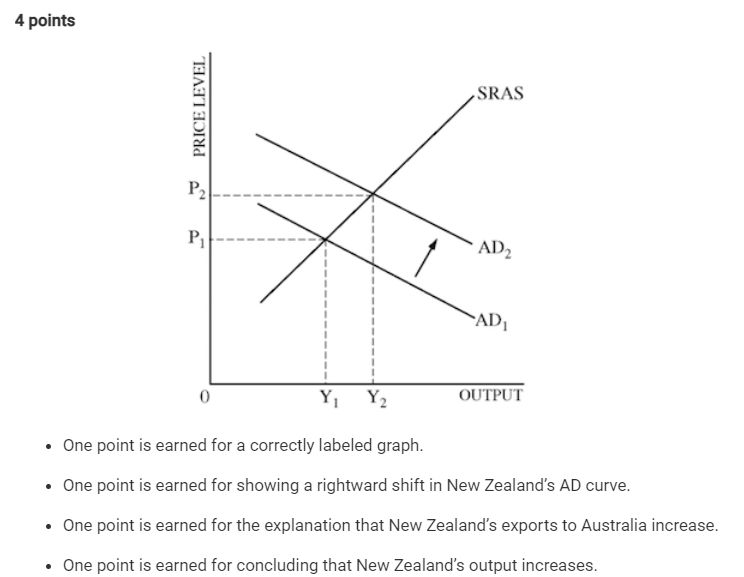 4 points
PRICE LEVEL
SRAS
P₂
P₁
AD₂
AD₁
0
Y₁
Y₂
OUTPUT
• One point is earned for a correctly labeled graph.
• One point is earned for showing a rightward shift in New Zealand’s AD curve.
• One point is earned for the explanation that New Zealand’s exports to Australia increase.
• One point is earned for concluding that New Zealand’s output increases.